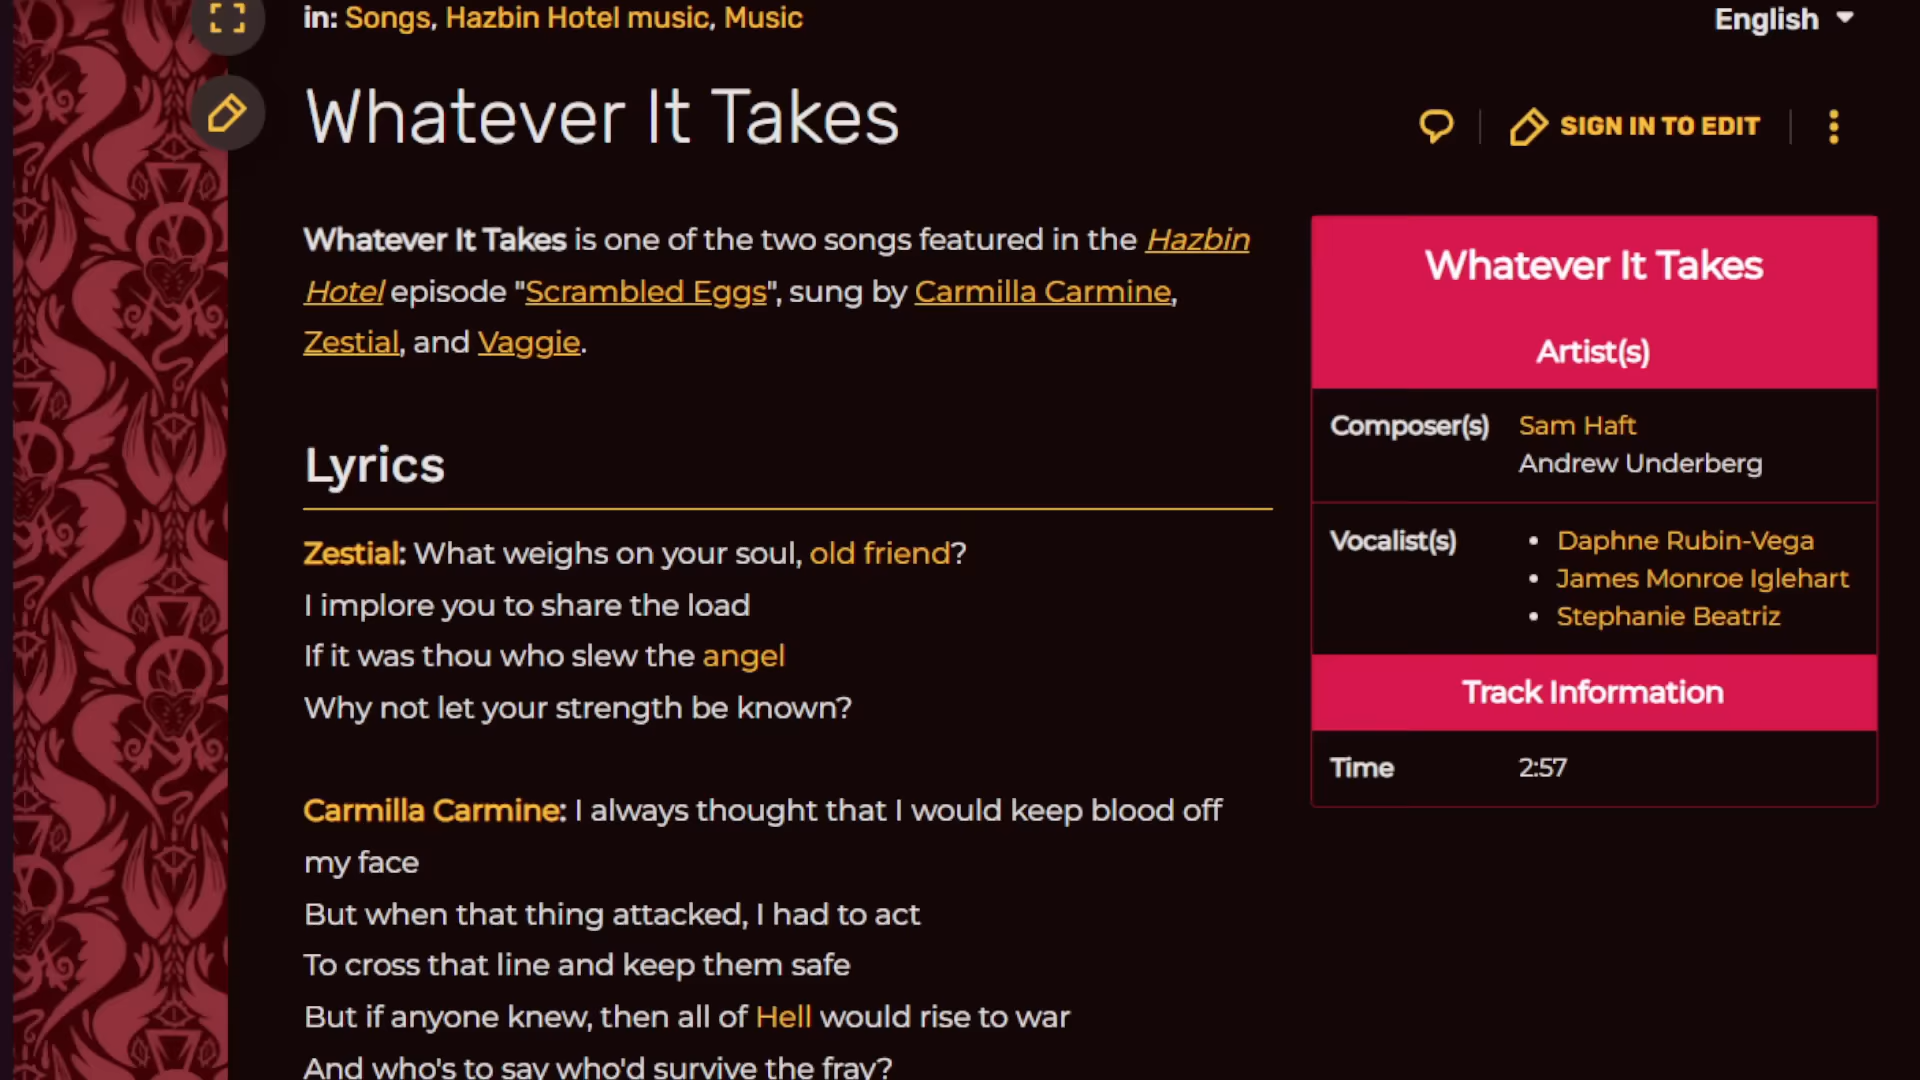 in: Songs, Hazbin Hotel music, Music
English
Whatever It Takes
SIGN IN TO EDIT
Whatever It Takes is one of the two songs featured in the Hazbin
Hotel episode "Scrambled Eggs", sung by Carmilla Carmine,
Zestial, and Vaggie.
Lyrics
Zestial: What weighs on your soul, old friend?
I implore you to share the load
If it was thou who slew the angel
Why not let your strength be known?
Carmilla Carmine: I always thought that I would keep blood off
my face
But when that thing attacked, I had to act
To cross that line and keep them safe
But if anyone knew, then all of Hell would rise to war
And who's to say who'd survive the fray?
Whatever It Takes
Artist(s)
Composer(s) Sam Haft
Andrew Underberg
Vocalist(s) • Daphne Rubin-Vega
• James Monroe Iglehart
• Stephanie Beatriz
Track Information
Time 2:57